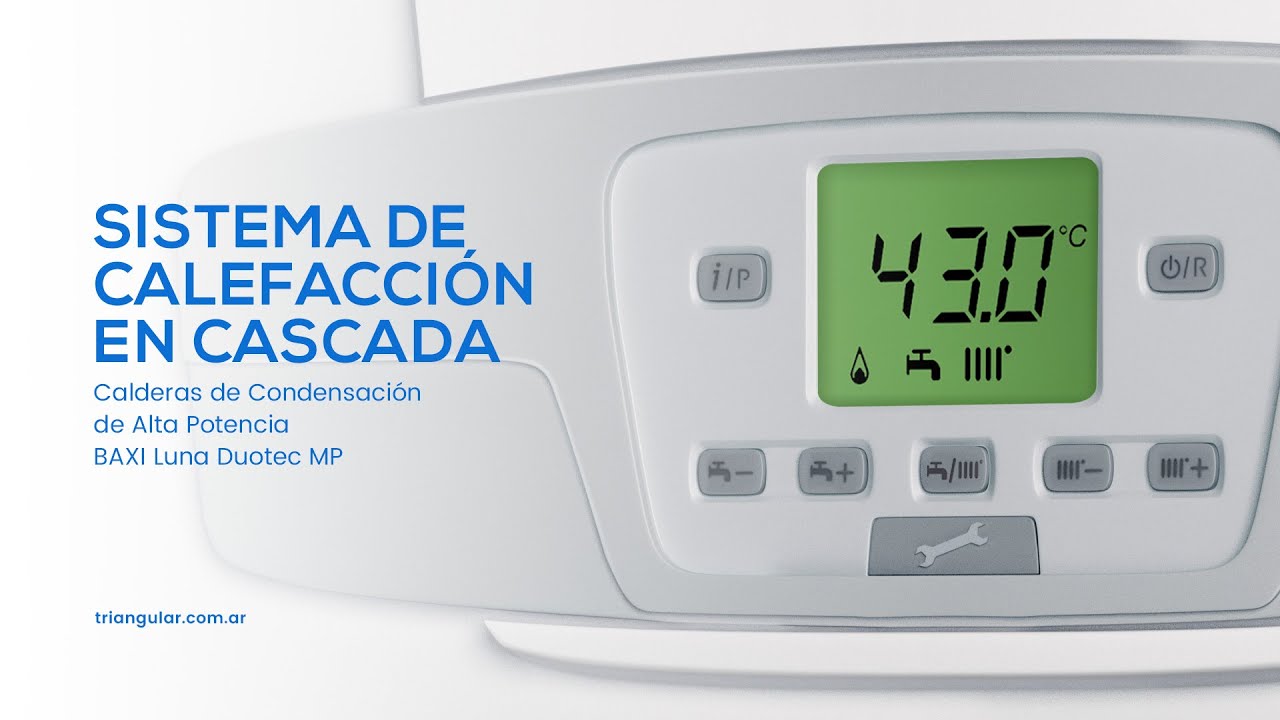 SISTEMA DE
CALEFACCIÓN
EN CASCADA
Calderas de Condensación
de Alta Potencia
BAXI Luna Duotec MP
triangular.com.ar
i/P
43.0 °C
/R